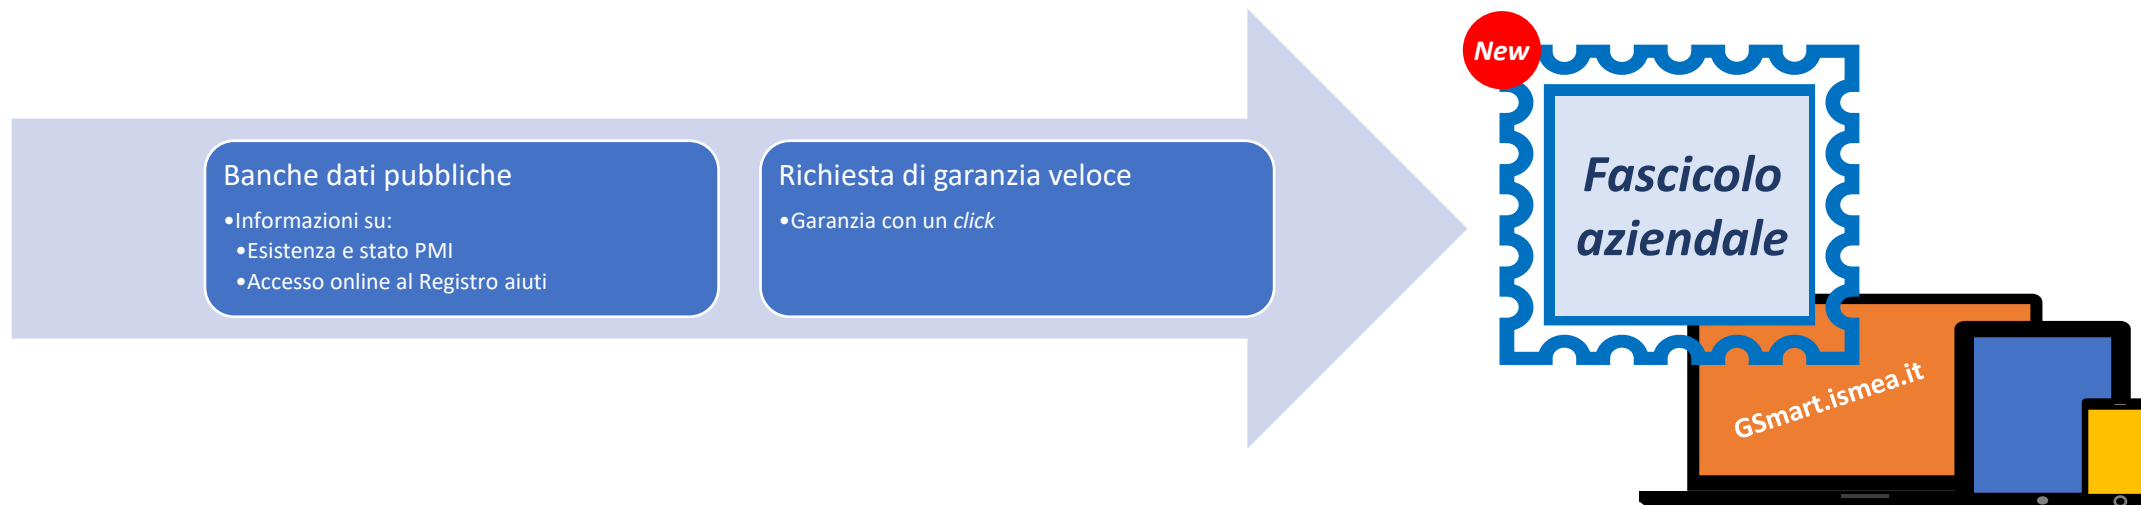 Banche dati pubbliche
•Informazioni su:
•Esistenza e stato PMI
•Accesso online al Registro aiuti
Richiesta di garanzia veloce
•Garanzia con un click
New
Fascicolo
aziendale
GSmart.ismea.it